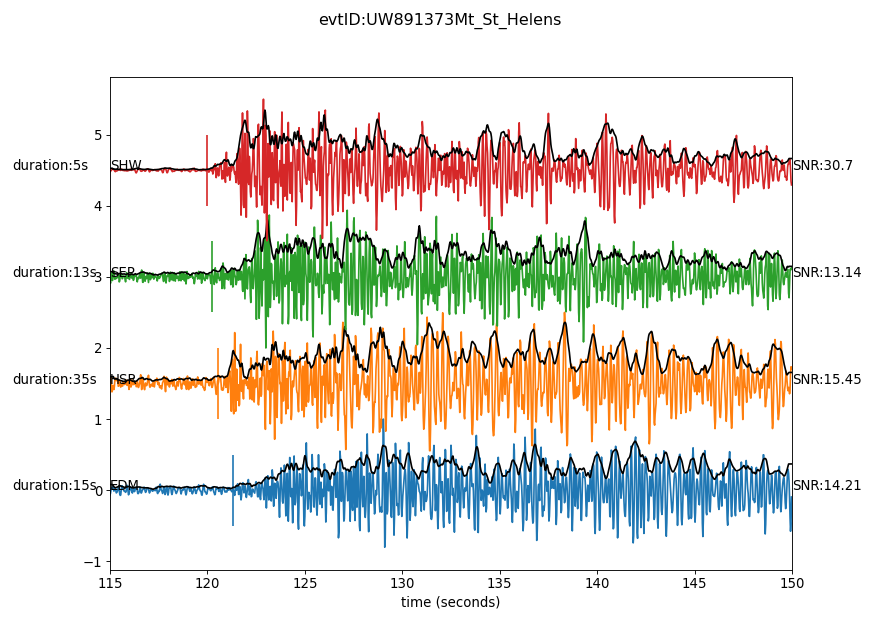 evtID:UW891373Mt_St_Helens
5
duration:5s SHW SNR:30.7
4
duration:13s SEP SNR:13.14
3
2
duration:35s HSR SNR:15.45
1
duration:15s EDM SNR:14.21
0
−1
115 120 125 130 135 140 145 150
time (seconds)